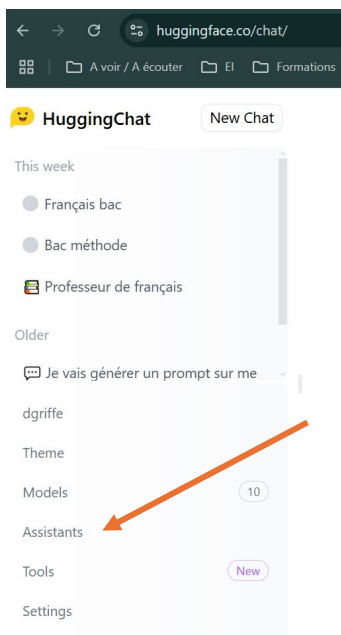 huggingface.co/chat/
A voir / A écouter
EI
Formations
HuggingChat
New Chat
This week
Français bac
Bac méthode
Professeur de français
Older
Je vais générer un prompt sur me
dgriffe
Theme
Models
10
Assistants
Tools
New
Settings